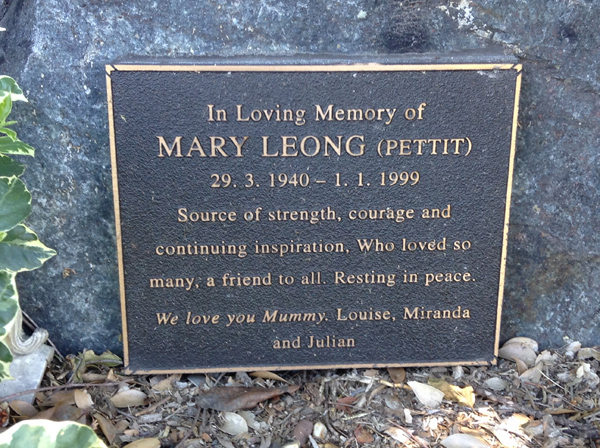 In Loving Memory of
MARY LEONG (PETTIT)
29. 3. 1940 – 1. 1. 1999
Source of strength, courage and
continuing inspiration, Who loved so
many, a friend to all. Resting in peace.
We love you Mummy. Louise, Miranda
and Julian